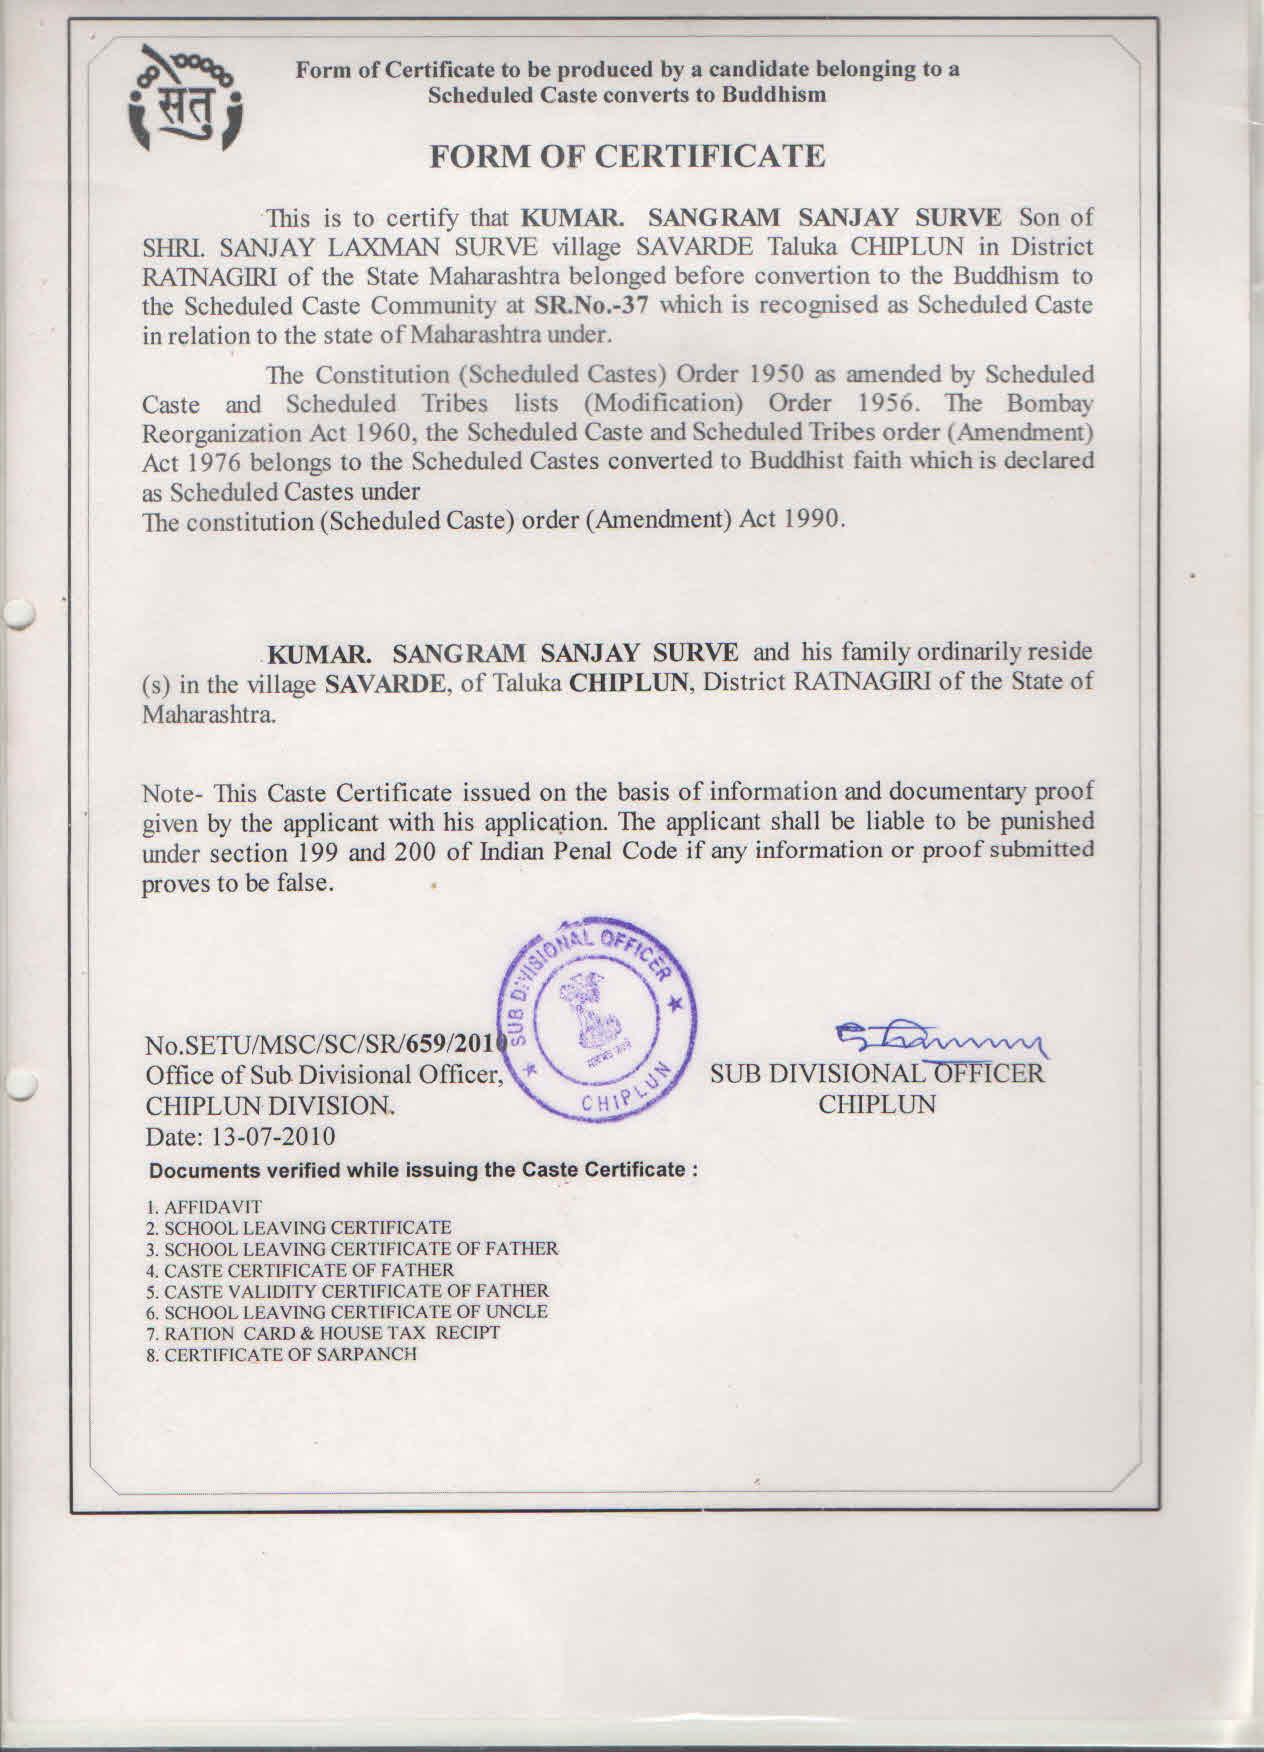 सेतु
Form of Certificate to be produced by a candidate belonging to a
Scheduled Caste converts to Buddhism
FORM OF CERTIFICATE
This is to certify that KUMAR. SANGRAM SANJAY SURVE Son of
SHRI. SANJAY LAXMAN SURVE village SAVARDE Taluka CHIPLUN in District
RATNAGIRI of the State Maharashtra belonged before convertion to the Buddhism to
the Scheduled Caste Community at SR.No.-37 which is recognised as Scheduled Caste
in relation to the state of Maharashtra under.
The Constitution (Scheduled Castes) Order 1950 as amended by Scheduled
Caste and Scheduled Tribes lists (Modification) Order 1956. The Bombay
Reorganization Act 1960, the Scheduled Caste and Scheduled Tribes order (Amendment)
Act 1976 belongs to the Scheduled Castes converted to Buddhist faith which is declared
as Scheduled Castes under
The constitution (Scheduled Caste) order (Amendment) Act 1990.
KUMAR. SANGRAM SANJAY SURVE and his family ordinarily reside
(s) in the village SAVARDE, of Taluka CHIPLUN, District RATNAGIRI of the State of
Maharashtra.
Note- This Caste Certificate issued on the basis of information and documentary proof
given by the applicant with his application. The applicant shall be liable to be punished
under section 199 and 200 of Indian Penal Code if any information or proof submitted
proves to be false.
SUB DIVISIONAL OFFICER
CHIPLUN
No.SETU/MSC/SC/SR/659/2010
Office of Sub Divisional Officer,
CHIPLUN DIVISION.
Date: 13-07-2010
SUB DIVISIONAL OFFICER
CHIPLUN
Documents verified while issuing the Caste Certificate :
1. AFFIDAVIT
2. SCHOOL LEAVING CERTIFICATE
3. SCHOOL LEAVING CERTIFICATE OF FATHER
4. CASTE CERTIFICATE OF FATHER
5. CASTE VALIDITY CERTIFICATE OF FATHER
6. SCHOOL LEAVING CERTIFICATE OF UNCLE
7. RATION CARD & HOUSE TAX RECIPT
8. CERTIFICATE OF SARPANCH